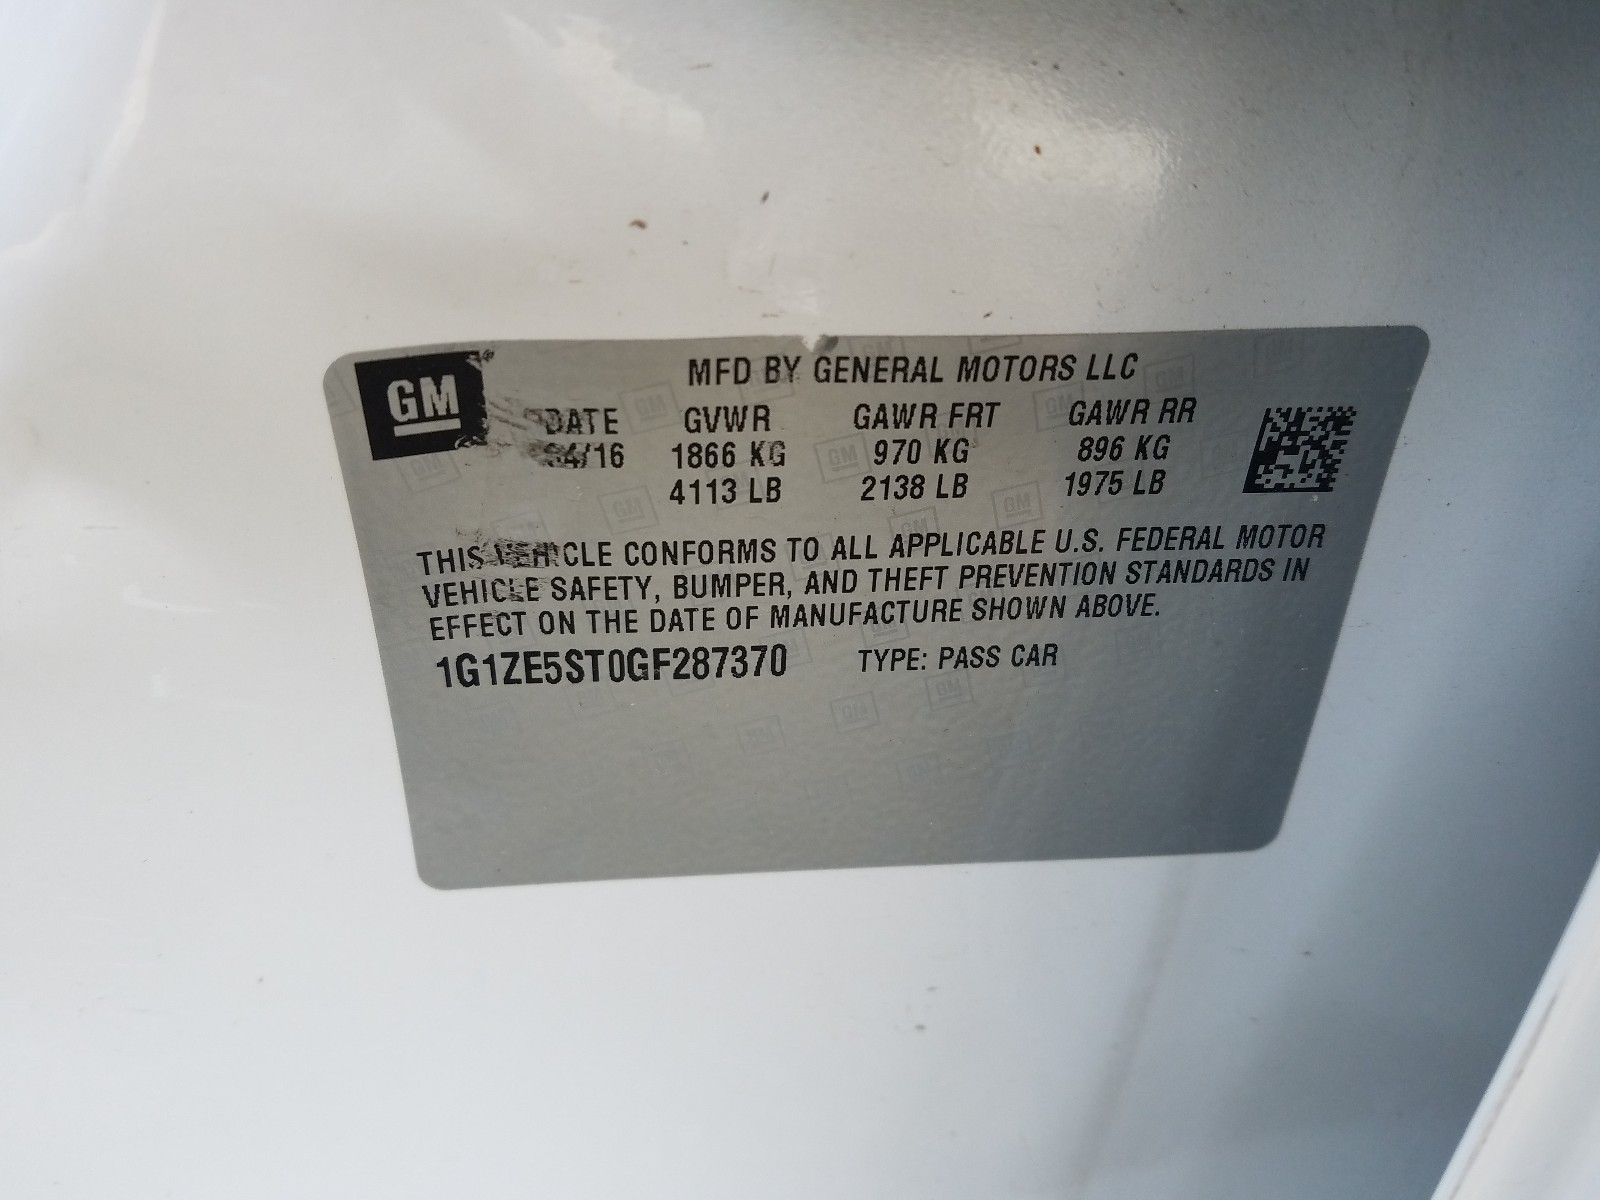 GM
MFD BY GENERAL MOTORS LLC
DATE GVWR GAWR FRT GAWR RR
04/16 1866 KG 970 KG 896 KG
4113 LB 2138 LB 1975 LB
THIS VEHICLE CONFORMS TO ALL APPLICABLE U.S. FEDERAL MOTOR
VEHICLE SAFETY, BUMPER, AND THEFT PREVENTION STANDARDS IN
EFFECT ON THE DATE OF MANUFACTURE SHOWN ABOVE.
1G1ZE5ST0GF287370 TYPE: PASS CAR